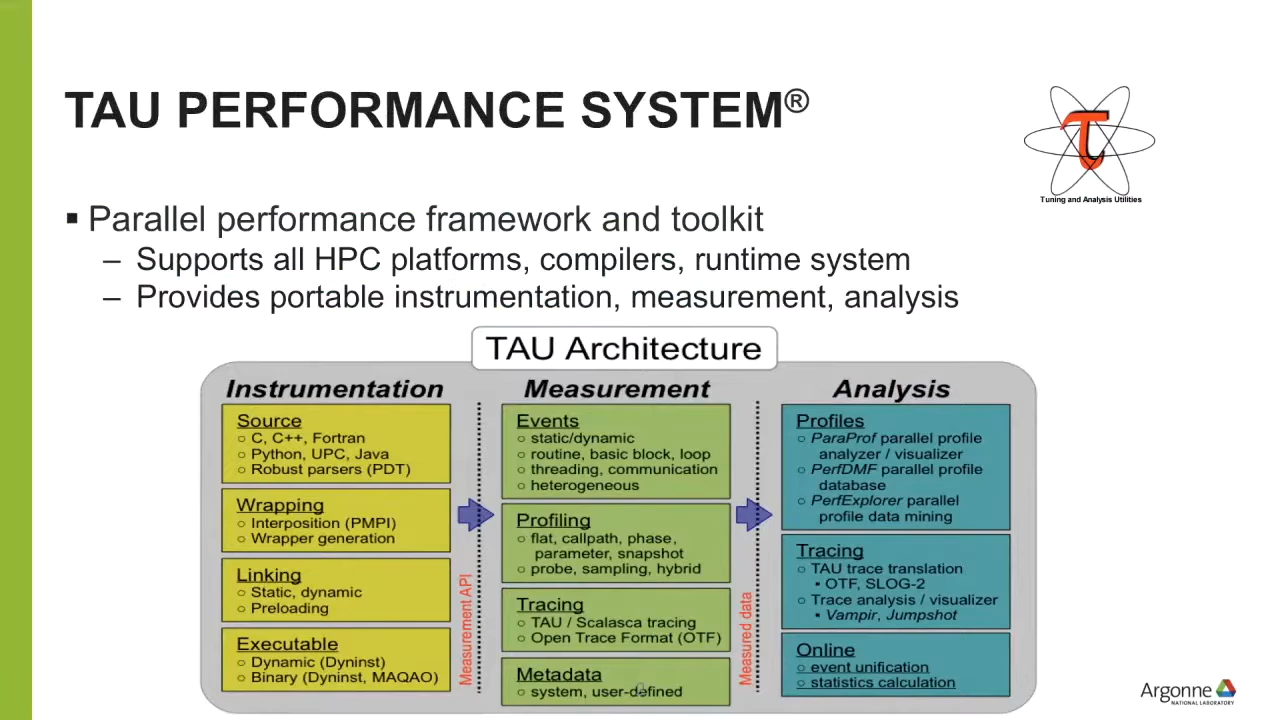 TAU PERFORMANCE SYSTEM®
τ
Tuning and Analysis Utilities
▪ Parallel performance framework and toolkit
– Supports all HPC platforms, compilers, runtime system
– Provides portable instrumentation, measurement, analysis
TAU Architecture
Instrumentation
Source
○ C, C++, Fortran
○ Python, UPC, Java
○ Robust parsers (PDT)
Wrapping
○ Interposition (PMPI)
○ Wrapper generation
Linking
○ Static, dynamic
○ Preloading
Executable
○ Dynamic (Dyninst)
○ Binary (Dyninst, MAQAO)
Measurement API
Measurement
Events
○ static/dynamic
○ routine, basic block, loop
○ threading, communication
○ heterogeneous
Profiling
○ flat, callpath, phase,
parameter, snapshot
○ probe, sampling, hybrid
Tracing
○ TAU / Scalasca tracing
○ Open Trace Format (OTF)
Metadata
○ system, user-defined
Measured data
Analysis
Profiles
○ ParaProf parallel profile
analyzer / visualizer
○ PerfDMF parallel profile
database
○ PerfExplorer parallel
profile data mining
Tracing
○ TAU trace translation
▪ OTF, SLOG-2
○ Trace analysis / visualizer
▪ Vampir, Jumpshot
Online
○ event unification
○ statistics calculation
Argonne
NATIONAL LABORATORY